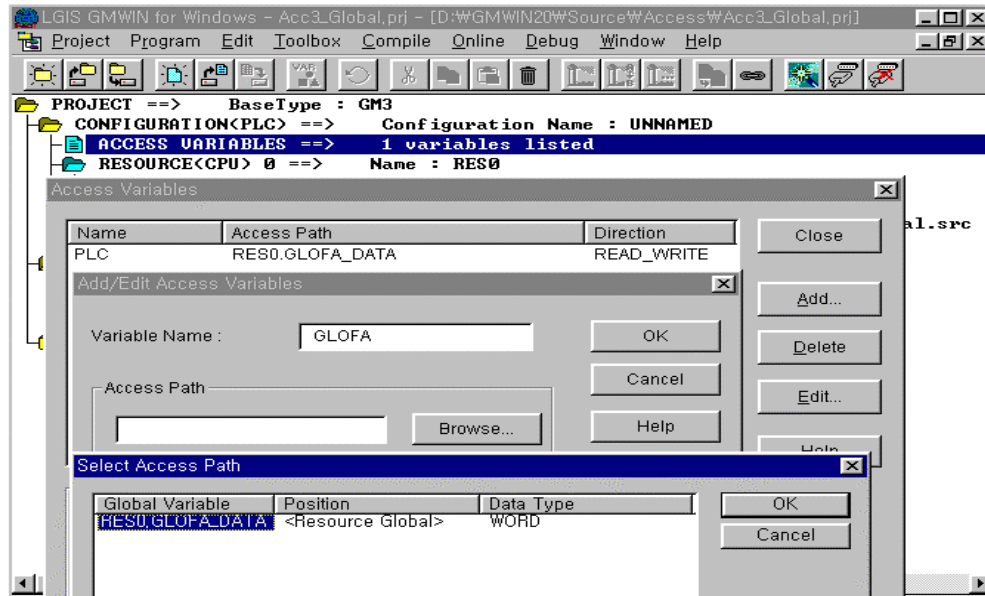 LGIS GMWIN for Windows - Acc3_Global,prj - [D:₩GMWIN20₩Source₩Access₩Acc3_Global,prj]
Project Program Edit Toolbox Compile Online Debug Window Help
PROJECT ==> BaseType : GM3
CONFIGURATION(PLC) ==> Configuration Name : UNNAMED
ACCESS VARIABLES ==> 1 variables listed
RESOURCE(CPU) 0 ==> Name : RES0
al.src
Access Variables
Name Access Path Direction
PLC RES0.GLOFA_DATA READ_WRITE
Close
Add...
Delete
Edit...
Help
Add/Edit Access Variables
Variable Name : GLOFA
OK
Access Path
Cancel
Browse...
Help
Select Access Path
Global Variable Position Data Type
RES0.GLOFA_DATA <Resource Global> WORD
OK
Cancel